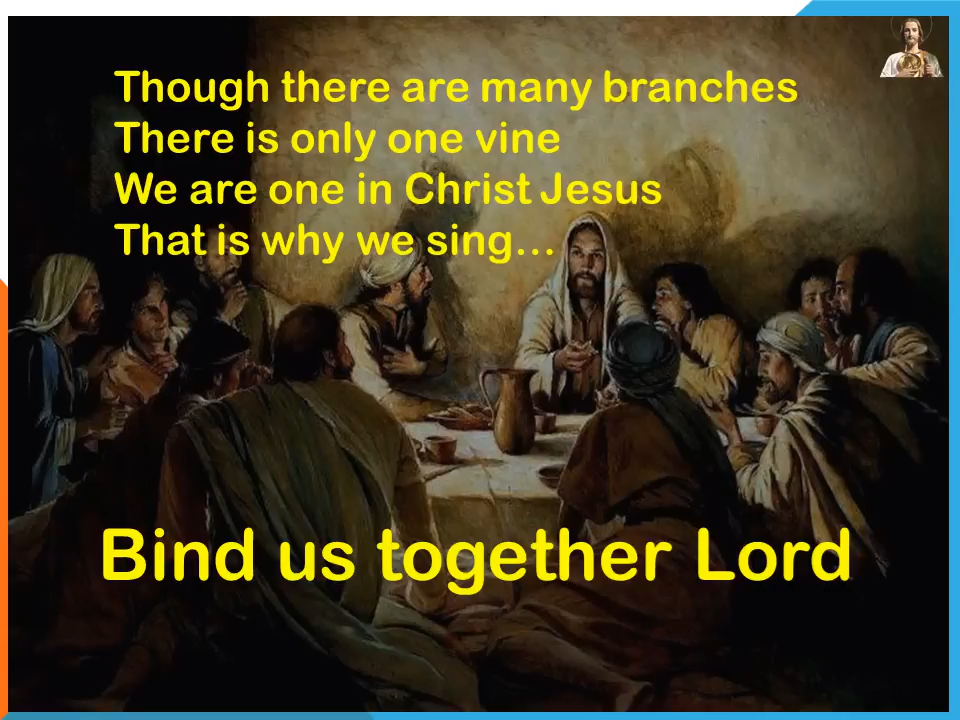 Though there are many branches
There is only one vine
We are one in Christ Jesus
That is why we sing…
Bind us together Lord